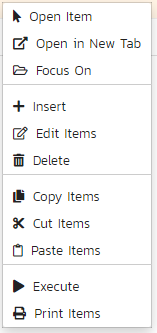 Open Item
Open in New Tab
Focus On
Insert
Edit Items
Delete
Copy Items
Cut Items
Paste Items
Execute
Print Items